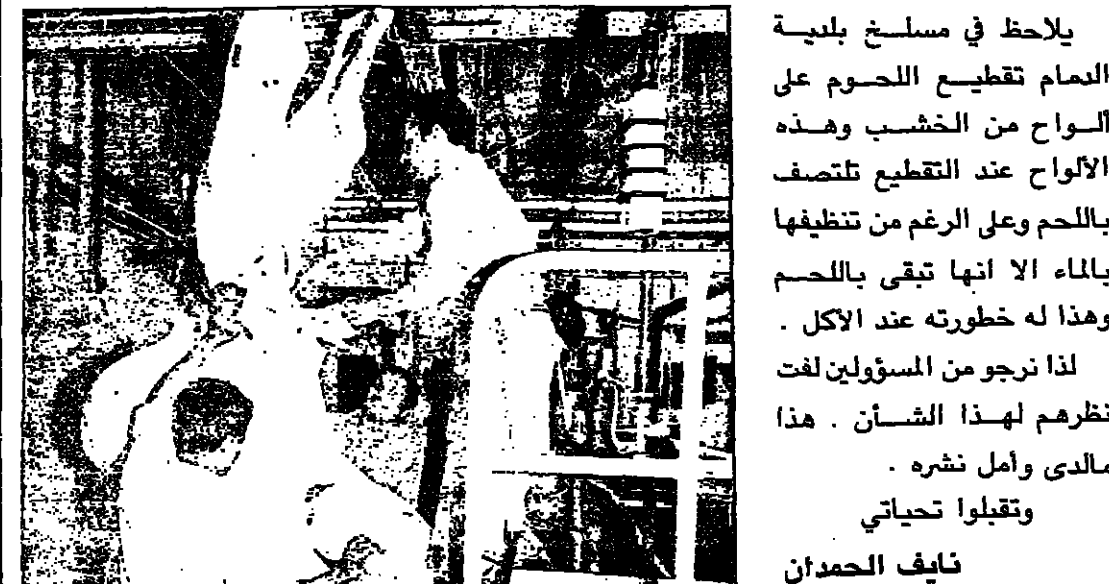 يلاحظ في مسلخ بلدية
الدمام تقطيع اللحوم على
ألواح من الخشب وهذه
الألواح عند التقطيع تلتصف
باللحم وعلى الرغم من تنظيفها
بالماء الا انها تبقى باللحم
وهذا له خطورته عند الاكل .
لذا نرجو من المسؤولين لفت
نظرهم لهذا الشأن . هذا
مالدى وأمل نشره .
وتقبلوا تحياتي
نايف الحمدان